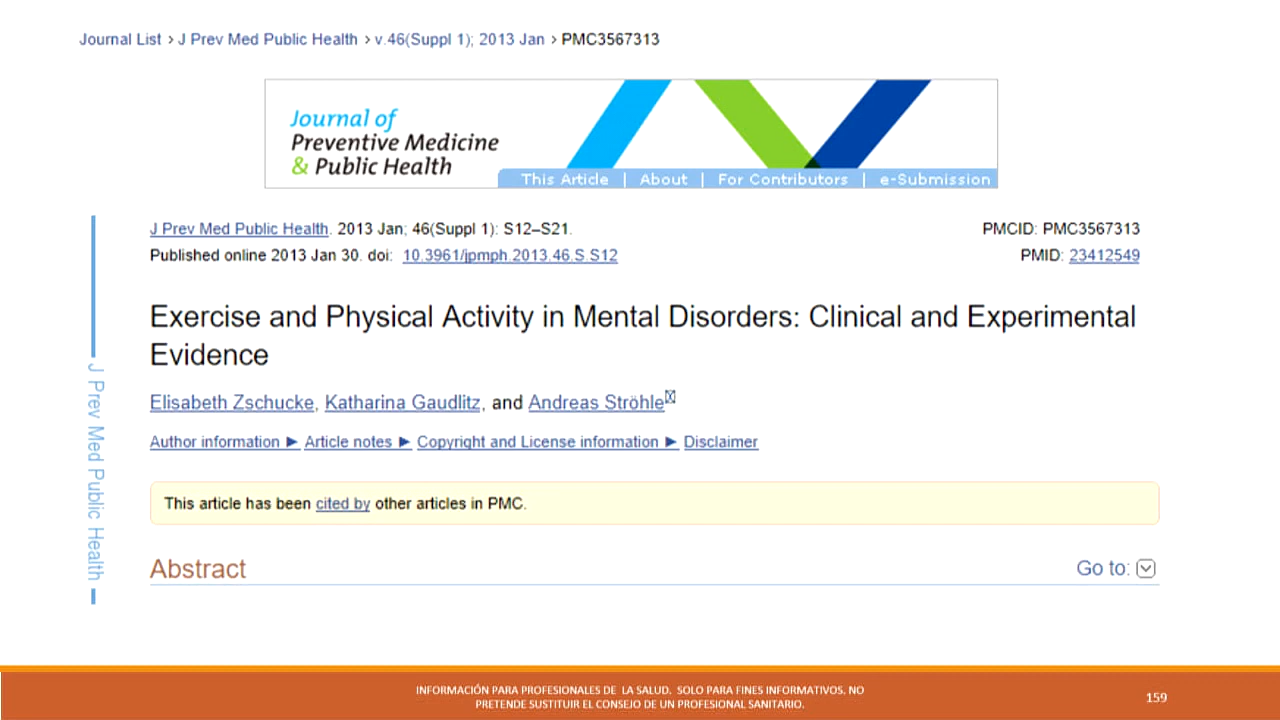 Journal List > J Prev Med Public Health > v.46(Suppl 1); 2013 Jan > PMC3567313
Journal of
Preventive Medicine
& Public Health
This Article | About | For Contributors | e-Submission
J Prev Med Public Health. 2013 Jan; 46(Suppl 1): S12–S21.
PMCID: PMC3567313
Published online 2013 Jan 30. doi: 10.3961/jpmph.2013.46.S.S12
PMID: 23412549
Exercise and Physical Activity in Mental Disorders: Clinical and Experimental
Evidence
Elisabeth Zschucke, Katharina Gaudlitz, and Andreas Ströhle
Author information ► Article notes ► Copyright and License information ► Disclaimer
J Prev Med Public Health
This article has been cited by other articles in PMC.
Abstract
Go to:
INFORMACIÓN PARA PROFESIONALES DE LA SALUD. SOLO PARA FINES INFORMATIVOS. NO
PRETENDE SUSTITUIR EL CONSEJO DE UN PROFESIONAL SANITARIO.
159